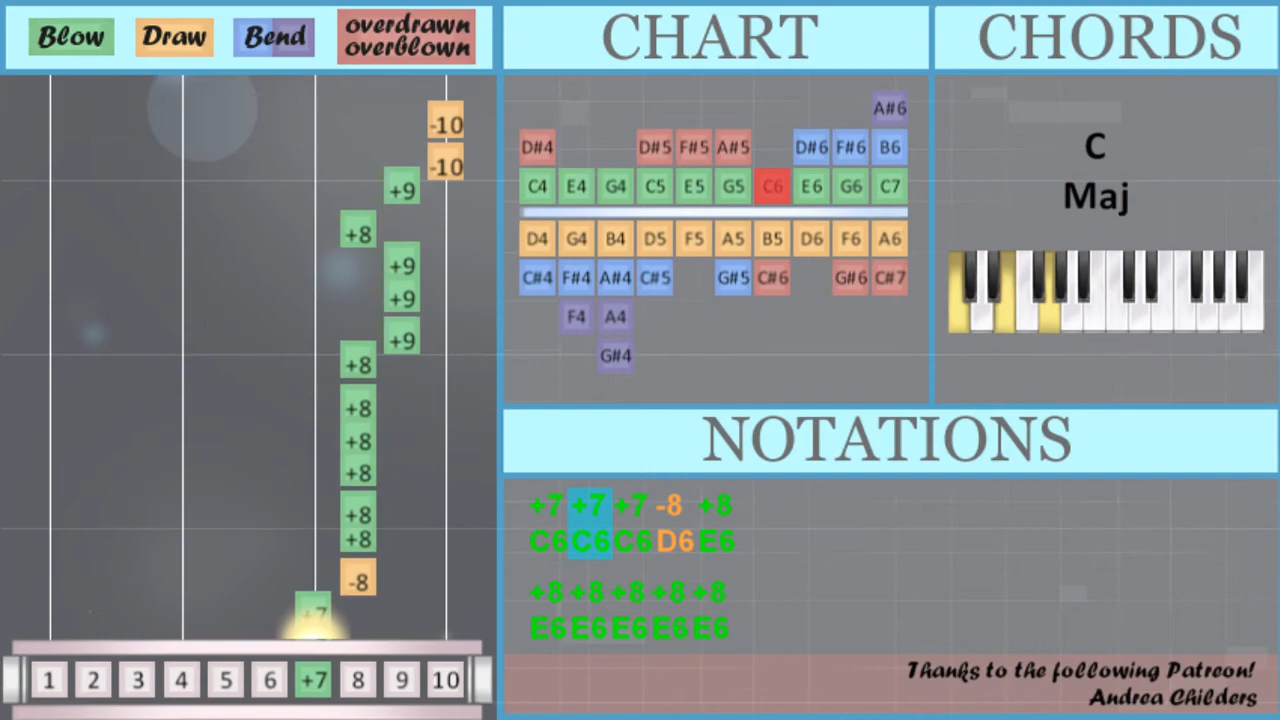 Blow Draw Bend overdrawn
overblown
CHART
CHORDS
-10
-10
+9
+8
+9
+9
+9
+8
+8
+8
+8
+8
+8
-8
+7
1 2 3 4 5 6 +7 8 9 10
A#6
D#4 D#5 F#5 A#5 D#6 F#6 B6
C4 E4 G4 C5 E5 G5 C6 E6 G6 C7
D4 G4 B4 D5 F5 A5 B5 D6 F6 A6
C#4 F#4 A#4 C#5 G#5 C#6 G#6 C#7
F4 A4
G#4
C
Maj
NOTATIONS
+7 +7 +7 -8 +8
C6 C6 C6 D6 E6
+8 +8 +8 +8 +8
E6 E6 E6 E6 E6
Thanks to the following Patreon!
Andrea Childers